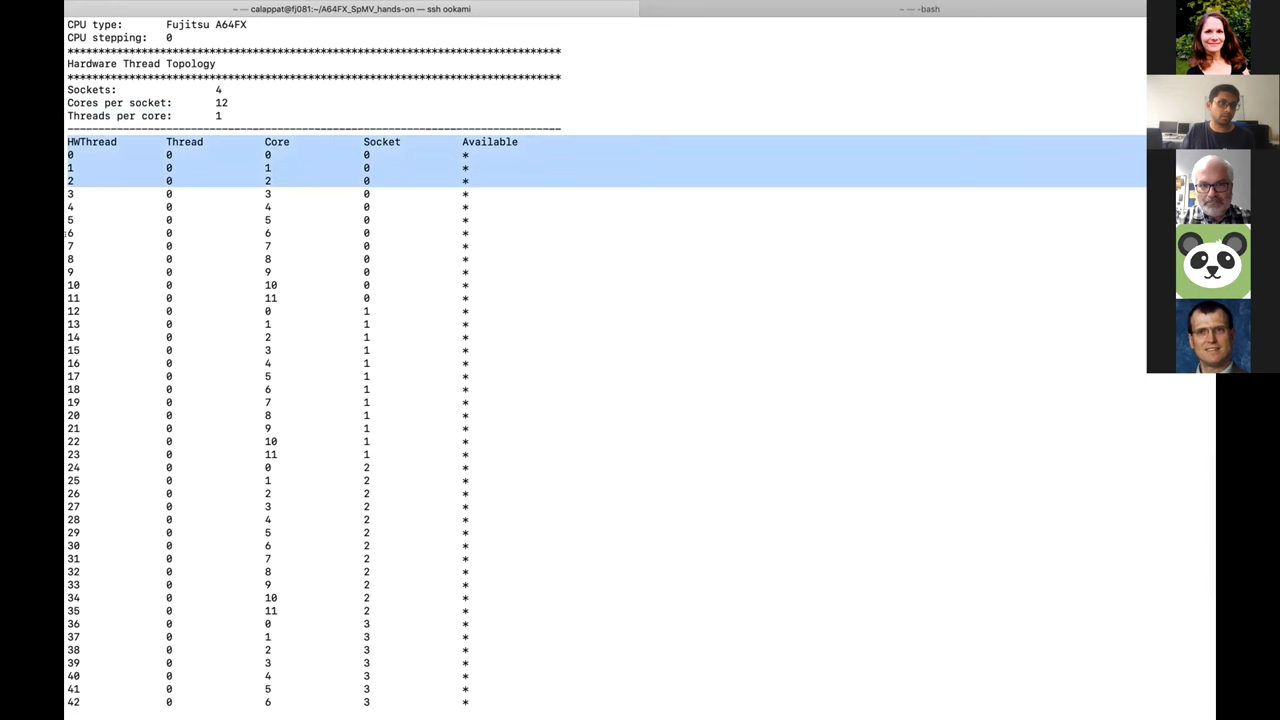 — — calappat@fj081:~/A64FX_SpMV_hands-on — ssh ookami
— — -bash
CPU type: Fujitsu A64FX
CPU stepping: 0
********************************************************************************
Hardware Thread Topology
********************************************************************************
Sockets: 4
Cores per socket: 12
Threads per core: 1
--------------------------------------------------------------------------------
HWThread Thread Core Socket Available
0 0 0 0 *
1 0 1 0 *
2 0 2 0 *
3 0 3 0 *
4 0 4 0 *
5 0 5 0 *
6 0 6 0 *
7 0 7 0 *
8 0 8 0 *
9 0 9 0 *
10 0 10 0 *
11 0 11 0 *
12 0 0 1 *
13 0 1 1 *
14 0 2 1 *
15 0 3 1 *
16 0 4 1 *
17 0 5 1 *
18 0 6 1 *
19 0 7 1 *
20 0 8 1 *
21 0 9 1 *
22 0 10 1 *
23 0 11 1 *
24 0 0 2 *
25 0 1 2 *
26 0 2 2 *
27 0 3 2 *
28 0 4 2 *
29 0 5 2 *
30 0 6 2 *
31 0 7 2 *
32 0 8 2 *
33 0 9 2 *
34 0 10 2 *
35 0 11 2 *
36 0 0 3 *
37 0 1 3 *
38 0 2 3 *
39 0 3 3 *
40 0 4 3 *
41 0 5 3 *
42 0 6 3 *